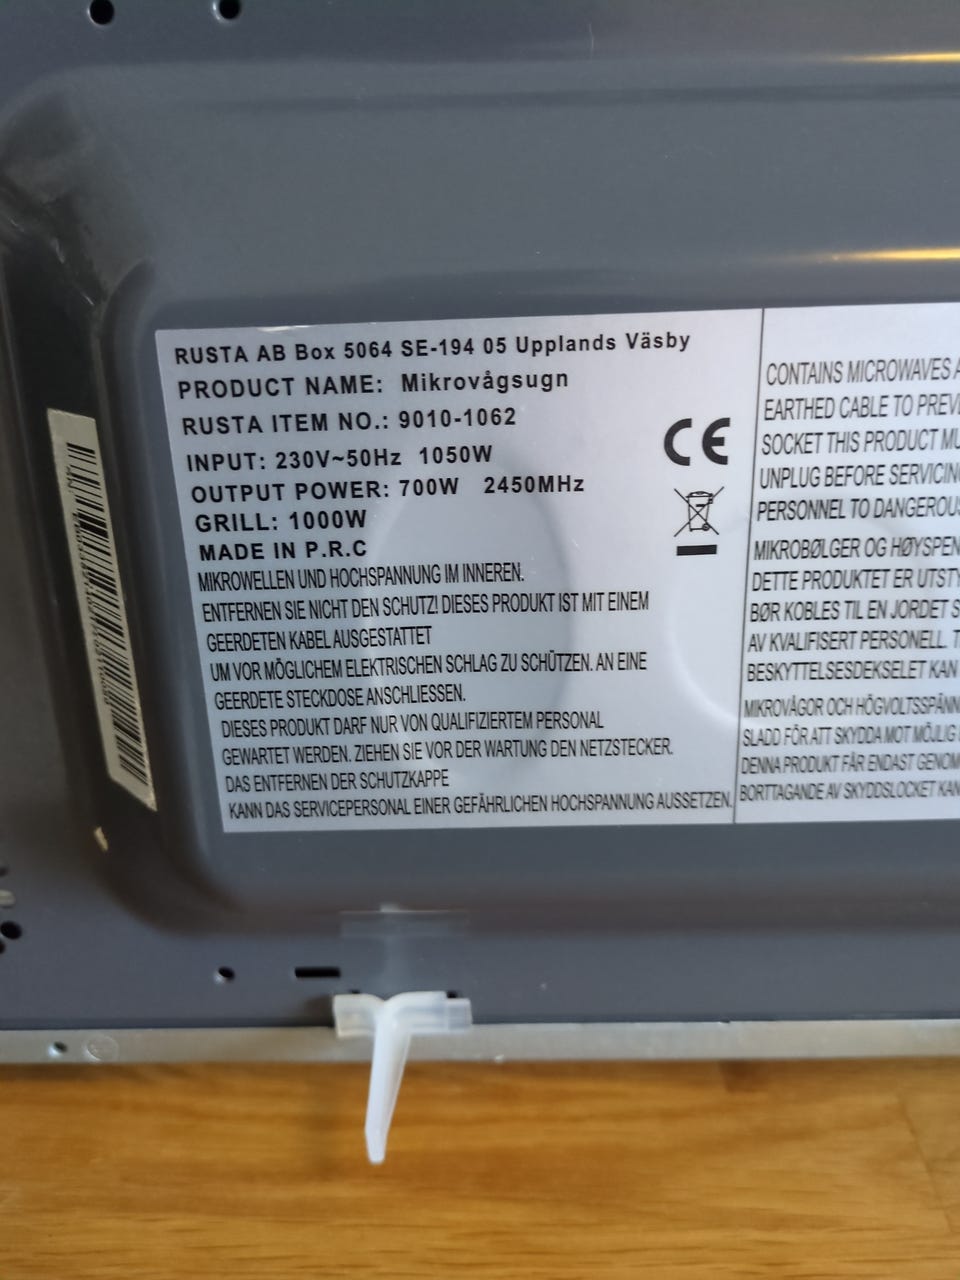 RUSTA AB Box 5064 SE-194 05 Upplands Väsby
PRODUCT NAME: Mikrovågsugn
RUSTA ITEM NO.: 9010-1062
INPUT: 230V~50Hz 1050W
OUTPUT POWER: 700W 2450MHz
GRILL: 1000W
MADE IN P.R.C
CE
MIKROWELLEN UND HOCHSPANNUNG IM INNEREN.
ENTFERNEN SIE NICHT DEN SCHUTZ! DIESES PRODUKT IST MIT EINEM
GEERDETEN KABEL AUSGESTATTET
UM VOR MÖGLICHEM ELEKTRISCHEN SCHLAG ZU SCHÜTZEN. AN EINE
GEERDETE STECKDOSE ANSCHLIESSEN.
DIESES PRODUKT DARF NUR VON QUALIFIZIERTEM PERSONAL
GEWARTET WERDEN. ZIEHEN SIE VOR DER WARTUNG DEN NETZSTECKER.
DAS ENTFERNEN DER SCHUTZKAPPE
KANN DAS SERVICEPERSONAL EINER GEFÄHRLICHEN HOCHSPANNUNG AUSSETZEN.
CONTAINS MICROWAVES
EARTHED CABLE TO
SOCKET THIS PRODUCT
UNPLUG BEFORE
PERSONNEL TO
MIKROBØLGER OG
DETTE PRODUKTET ER
BØR KOBLES TIL EN JORDET
AV KVALIFISERT PERSONELL.
BESKYTTELSESDEKSELET KAN
MIKROVÅGOR OCH
SLADD FÖR ATT SKYDDA MOT MÖJLIG
DENNA PRODUKT FÅR ENDAST
BORTTAGANDE AV SKYDDSLOCKET KAN